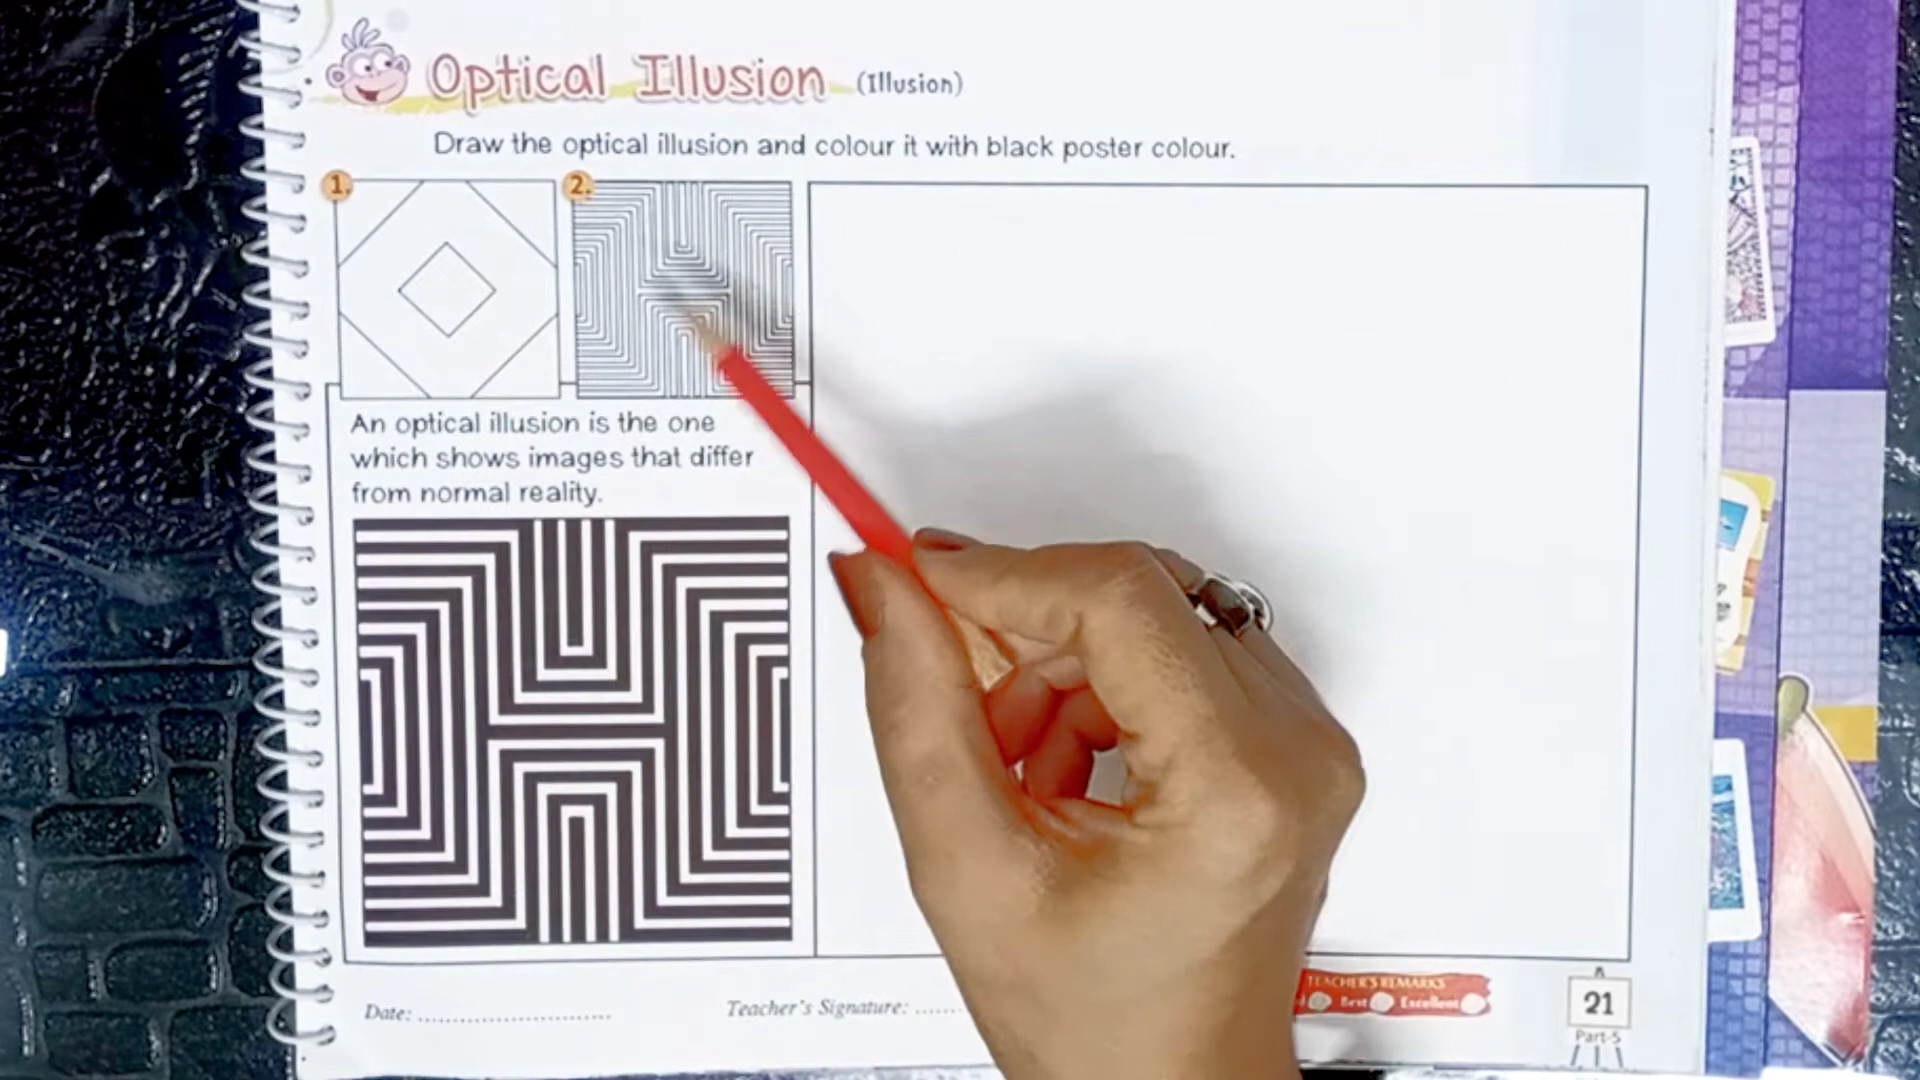 Optical Illusion (Illusion)
Draw the optical illusion and colour it with black poster colour.
1.
2.
An optical illusion is the one
which shows images that differ
from normal reality.
Date: ............................
Teacher's Signature: ......
TEACHER'S REMARKS
Best Excellent
21
Part-5